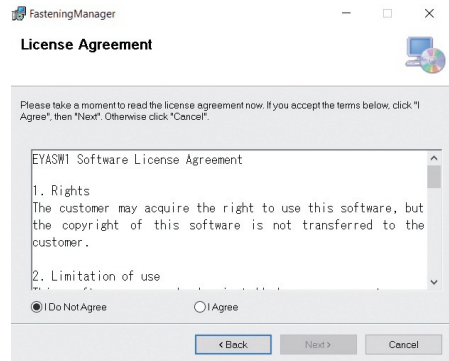 FasteningManager
License Agreement
Please take a moment to read the license agreement now. If you accept the terms below, click "I
Agree", then "Next". Otherwise click "Cancel".
EYASW1 Software License Agreement
1. Rights
The customer may acquire the right to use this software, but
the copyright of this software is not transferred to the
customer.
2. Limitation of use
I Do Not Agree
I Agree
< Back
Next >
Cancel